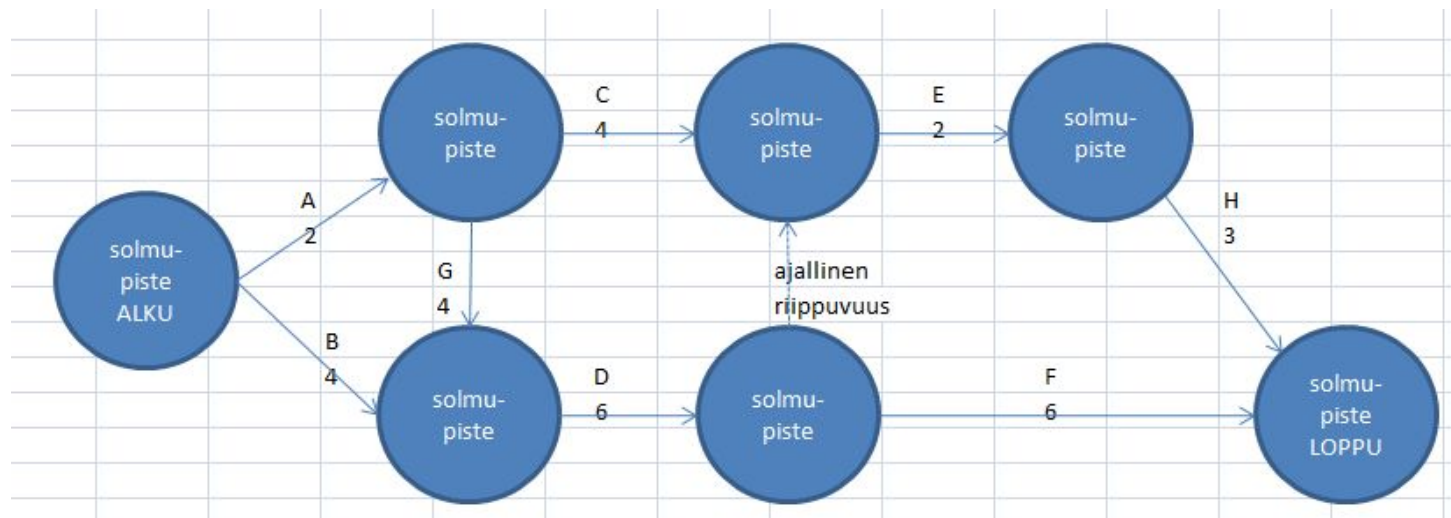 solmu-
piste
ALKU
A
2
B
4
solmu-
piste
C
4
G
4
solmu-
piste
D
6
solmu-
piste
E
2
ajallinen
riippuvuus
solmu-
piste
F
6
solmu-
piste
H
3
solmu-
piste
LOPPU